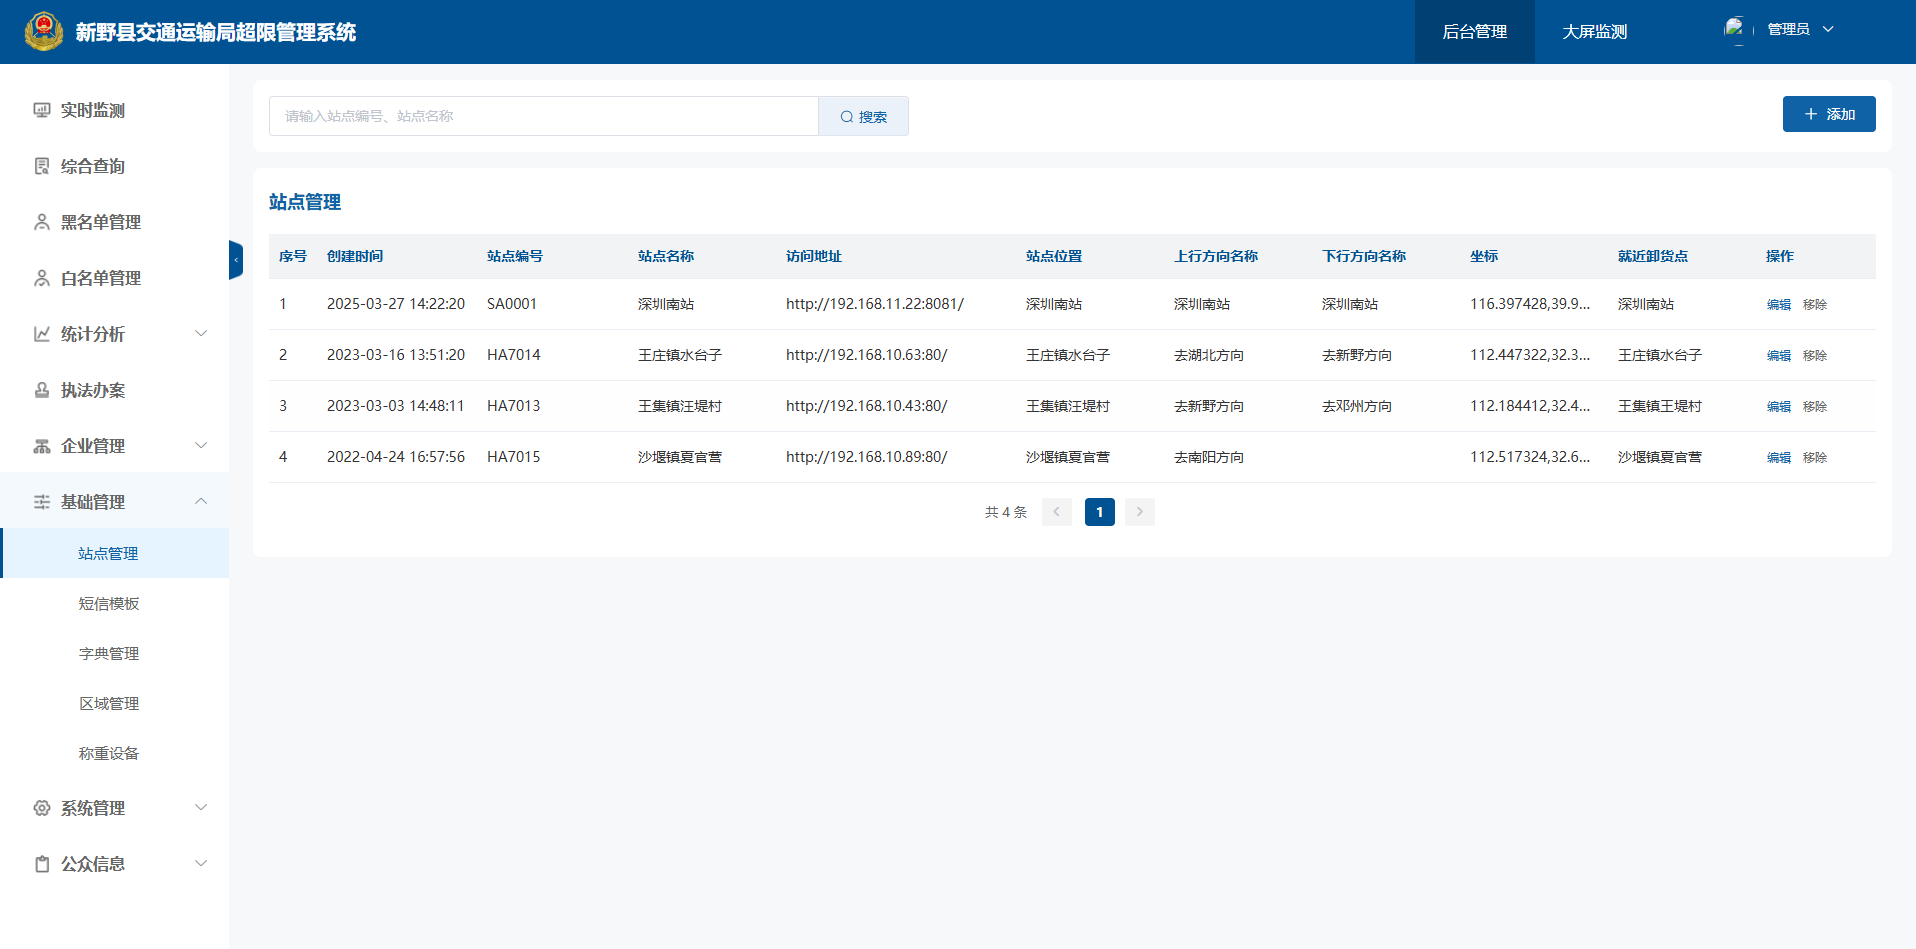 新野县交通运输局超限管理系统
后台管理
大屏监测
管理员
实时监测
综合查询
黑名单管理
白名单管理
统计分析
执法办案
企业管理
基础管理
站点管理
短信模板
字典管理
区域管理
称重设备
系统管理
公众信息
请输入站点编号、站点名称
搜索
添加
站点管理
序号 创建时间 站点编号 站点名称 访问地址 站点位置 上行方向名称 下行方向名称 坐标 就近卸货点 操作
1 2025-03-27 14:22:20 SA0001 深圳南站 http://192.168.11.22:8081/ 深圳南站 深圳南站 深圳南站 116.397428,39.9... 深圳南站 编辑 移除
2 2023-03-16 13:51:20 HA7014 王庄镇水台子 http://192.168.10.63:80/ 王庄镇水台子 去湖北方向 去新野方向 112.447322,32.3... 王庄镇水台子 编辑 移除
3 2023-03-03 14:48:11 HA7013 王集镇汪堤村 http://192.168.10.43:80/ 王集镇汪堤村 去新野方向 去邓州方向 112.184412,32.4... 王集镇王堤村 编辑 移除
4 2022-04-24 16:57:56 HA7015 沙堰镇夏官营 http://192.168.10.89:80/ 沙堰镇夏官营 去南阳方向 112.517324,32.6... 沙堰镇夏官营 编辑 移除
共 4 条 1